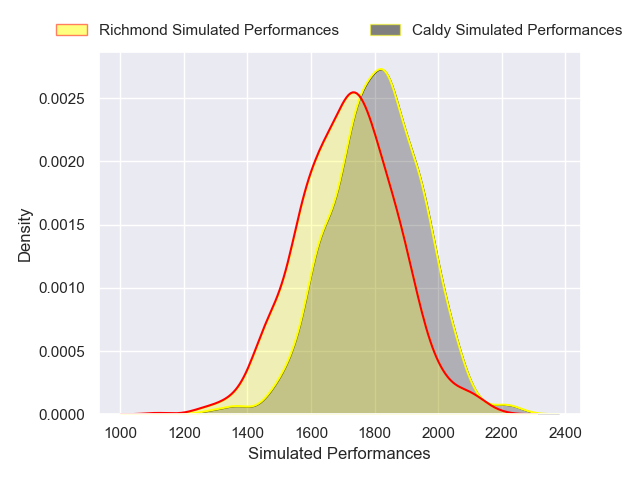 Richmond Simulated Performances
Caldy Simulated Performances
0.0025
0.0020
0.0015
0.0010
0.0005
0.0000
Density
1000 1200 1400 1600 1800 2000 2200 2400
Simulated Performances